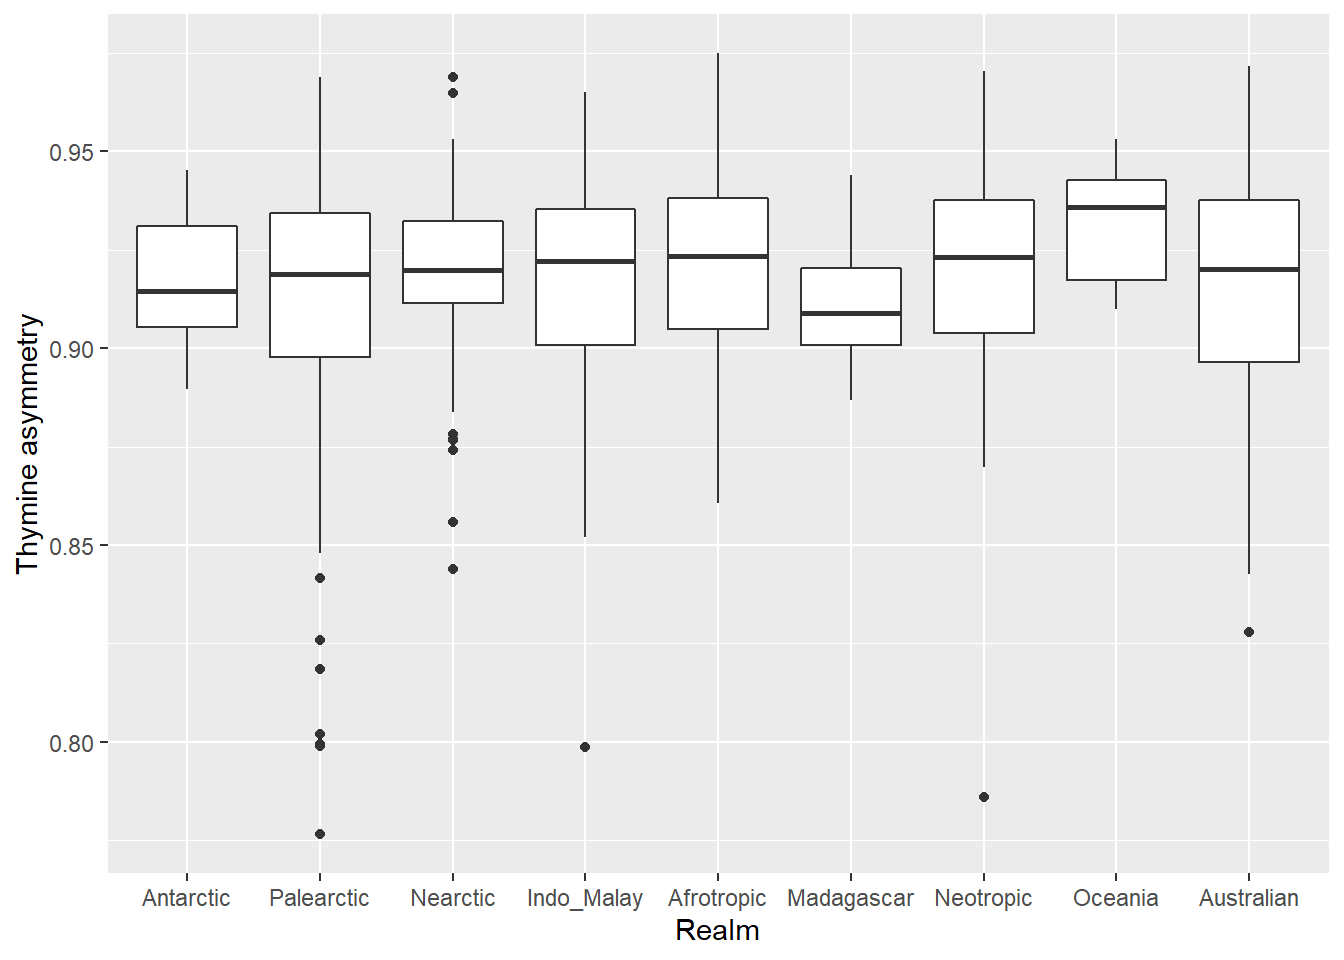 Thymine asymmetry
0.95
0.90
0.85
0.80
Antarctic Palearctic Nearctic Indo_Malay Afrotropic Madagascar Neotropic Oceania Australian
Realm